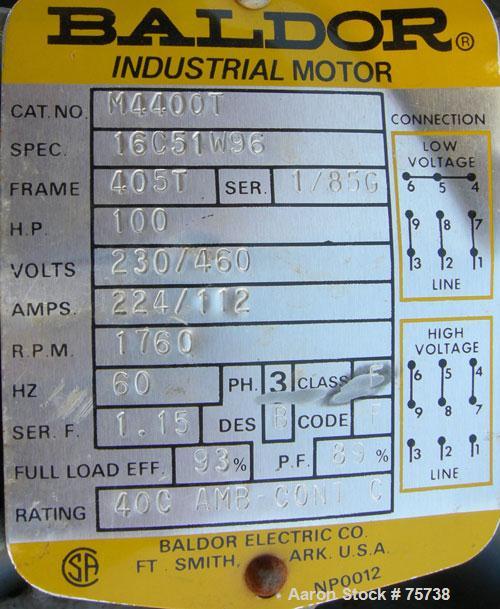 BALDOR®
INDUSTRIAL MOTOR
CAT.NO. M4400T
SPEC. 16C51W96
FRAME 405T SER. 1/85G
H.P. 100
VOLTS 230/460
AMPS. 224/112
R.P.M. 1760
HZ 60 PH. 3 CLASS
SER. F. 1.15 DES B CODE F
FULL LOAD EFF. 93% P.F. 89%
RATING 40C AMB-CONT C
CONNECTION
LOW
VOLTAGE
6 5 4
9 8 7
3 2 1
LINE
HIGH
VOLTAGE
6 5 4
9 8 7
3 2 1
LINE
SA
BALDOR ELECTRIC CO.
FT. SMITH, ARK. U.S.A.
NP0012
© Aaron Stock # 75738